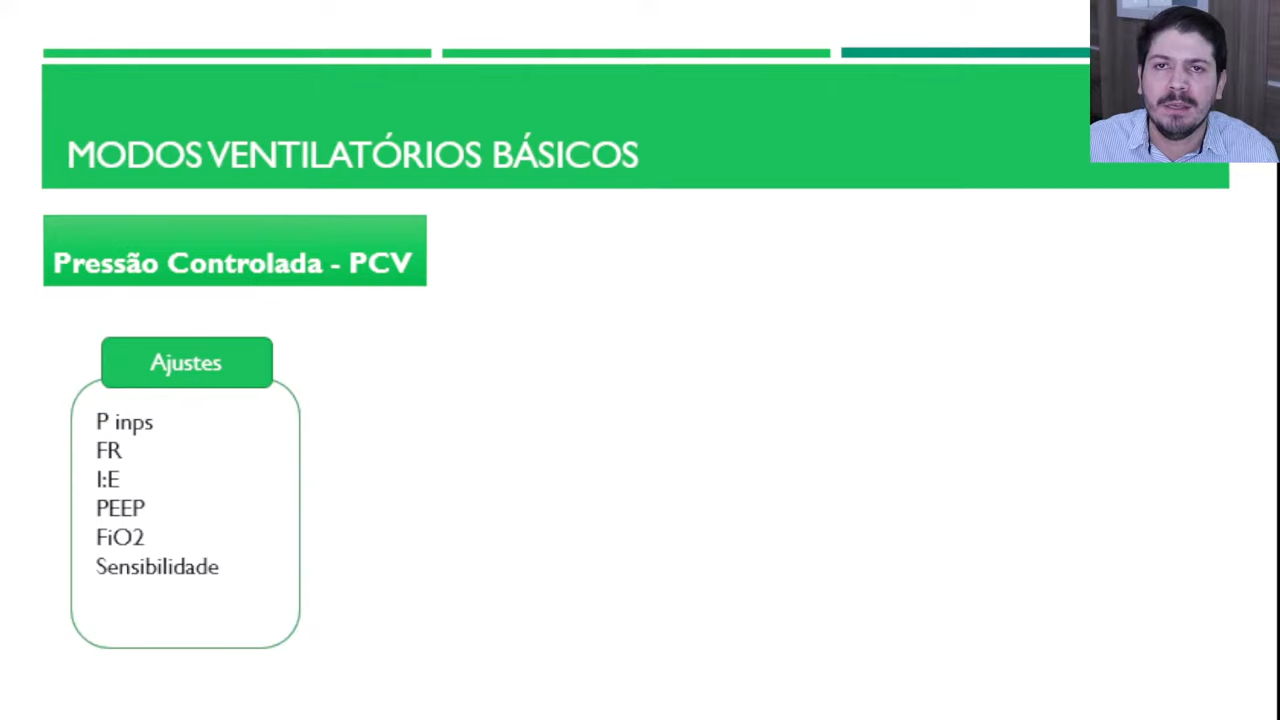 MODOS VENTILATÓRIOS BÁSICOS
Pressão Controlada - PCV
Ajustes
P inps
FR
I:E
PEEP
FiO2
Sensibilidade